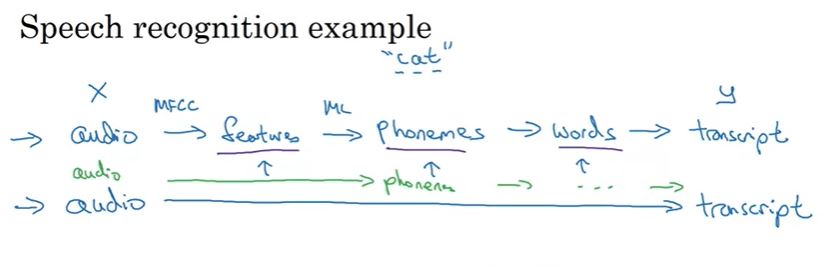 Speech recognition example
"cat"
X MFCC ML y
→ audio → features → phonemes → words → transcript
audio → phonemes → ... →
→ audio → transcript